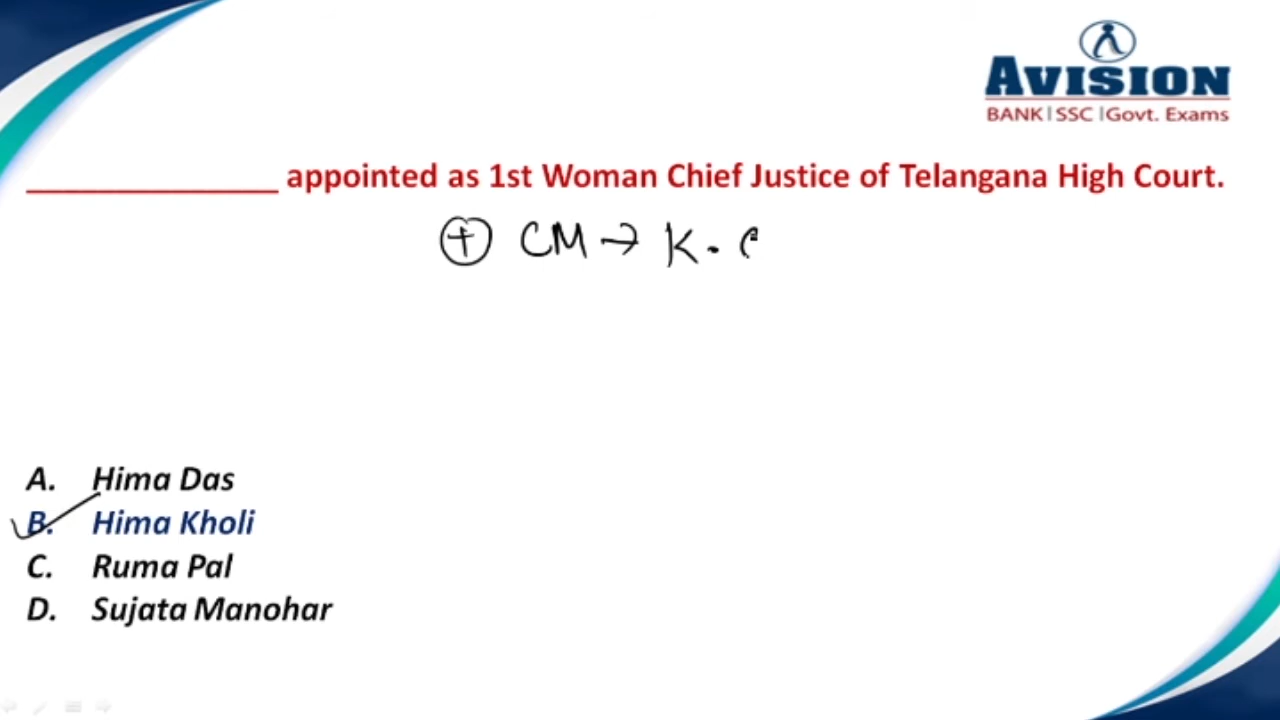 AVISION
BANK|SSC|Govt. Exams
______________ appointed as 1st Woman Chief Justice of Telangana High Court.
+ CM → K.
A. Hima Das
B. Hima Kholi
C. Ruma Pal
D. Sujata Manohar